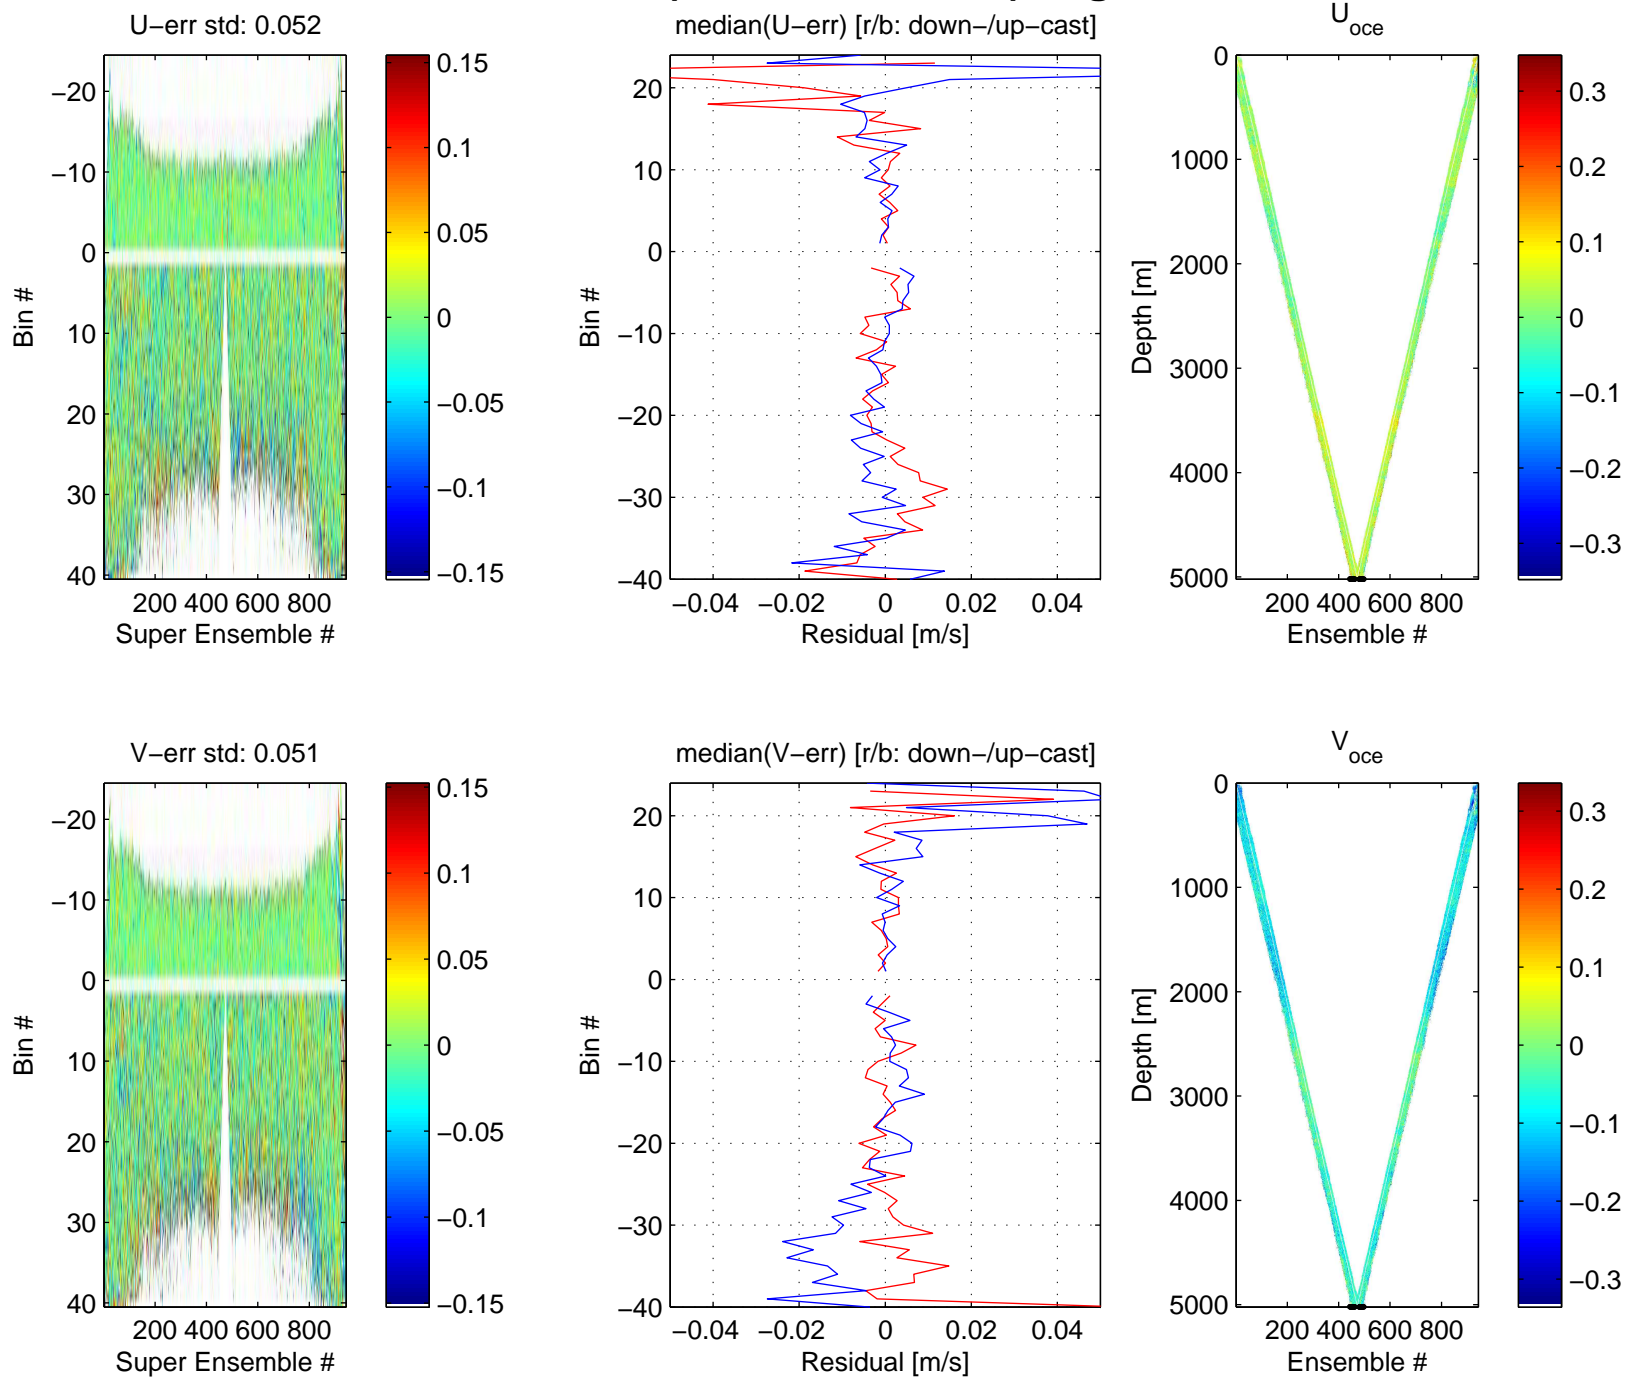 U−err std: 0.052
0.15
0.1
0.05
0
−0.05
−0.1
−0.15
−20
−10
0
10
20
30
40
Bin #
200 400 600 800
Super Ensemble #
median(U−err) [r/b: down−/up−cast]
20
10
0
−10
−20
−30
−40
Bin #
−0.04 −0.02 0 0.02 0.04
Residual [m/s]
U oce
0
1000
2000
3000
4000
5000
Depth [m]
200 400 600 800
Ensemble #
0.3
0.2
0.1
0
−0.1
−0.2
−0.3
V−err std: 0.051
0.15
0.1
0.05
0
−0.05
−0.1
−0.15
−20
−10
0
10
20
30
40
Bin #
200 400 600 800
Super Ensemble #
median(V−err) [r/b: down−/up−cast]
20
10
0
−10
−20
−30
−40
Bin #
−0.04 −0.02 0 0.02 0.04
Residual [m/s]
V oce
0
1000
2000
3000
4000
5000
Depth [m]
200 400 600 800
Ensemble #
0.3
0.2
0.1
0
−0.1
−0.2
−0.3